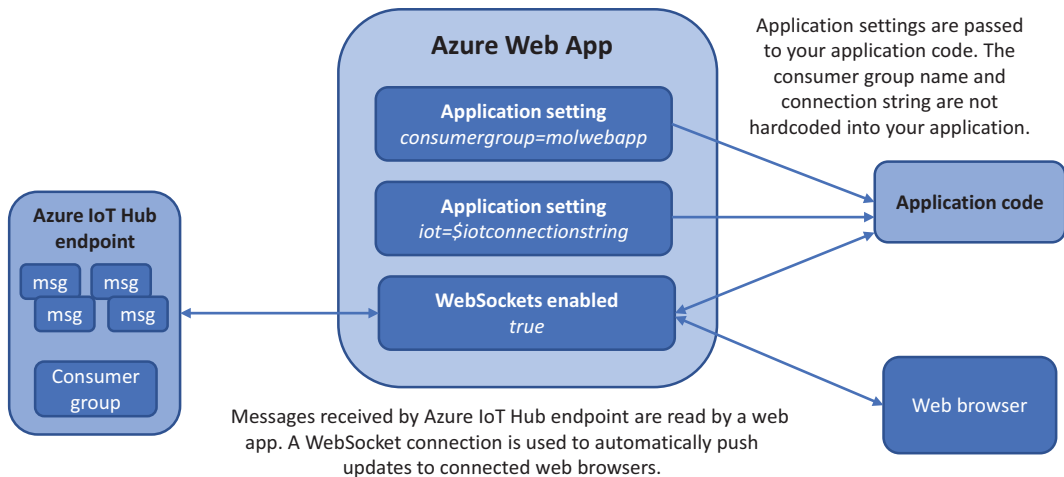 Azure Web App
Application setting
consumergroup=molwebapp
Application setting
iot=$iotconnectionstring
WebSockets enabled
true
Azure IoT Hub
endpoint
msg
msg
msg
msg
Consumer
group
Application settings are passed
to your application code. The
consumer group name and
connection string are not
hardcoded into your application.
Application code
Web browser
Messages received by Azure IoT Hub endpoint are read by a web
app. A WebSocket connection is used to automatically push
updates to connected web browsers.